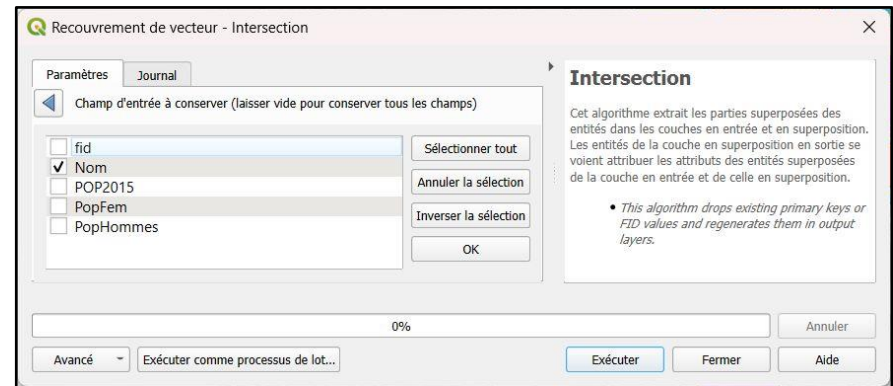 Recouvrement de vecteur - Intersection
Paramètres
Journal
Champ d'entrée à conserver (laisser vide pour conserver tous les champs)
fid
Nom
POP2015
PopFem
PopHommes
Sélectionner tout
Annuler la sélection
Inverser la sélection
OK
Intersection
Cet algorithme extrait les parties superposées des
entités dans les couches en entrée et en superposition.
Les entités de la couche en superposition en sortie se
voient attribuer les attributs des entités superposées
de la couche en entrée et de celle en superposition.
• This algorithm drops existing primary keys or
FID values and regenerates them in output
layers.
0%
Annuler
Avancé
Exécuter comme processus de lot...
Exécuter
Fermer
Aide